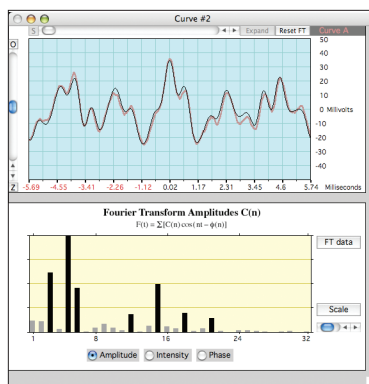 Curve #2
S Expand Reset FT Curve A
O
50
40
30
20
10
0 Millivolts
-10
-20
-30
-40
Z -5.69 -4.55 -3.41 -2.26 -1.12 0.02 1.17 2.31 3.45 4.6 5.74 Milliseconds
Fourier Transform Amplitudes C(n)
F(t) = Σ[C(n) cos( nt − φ(n)]
FT data
Scale
1 8 16 24 32
Amplitude Intensity Phase